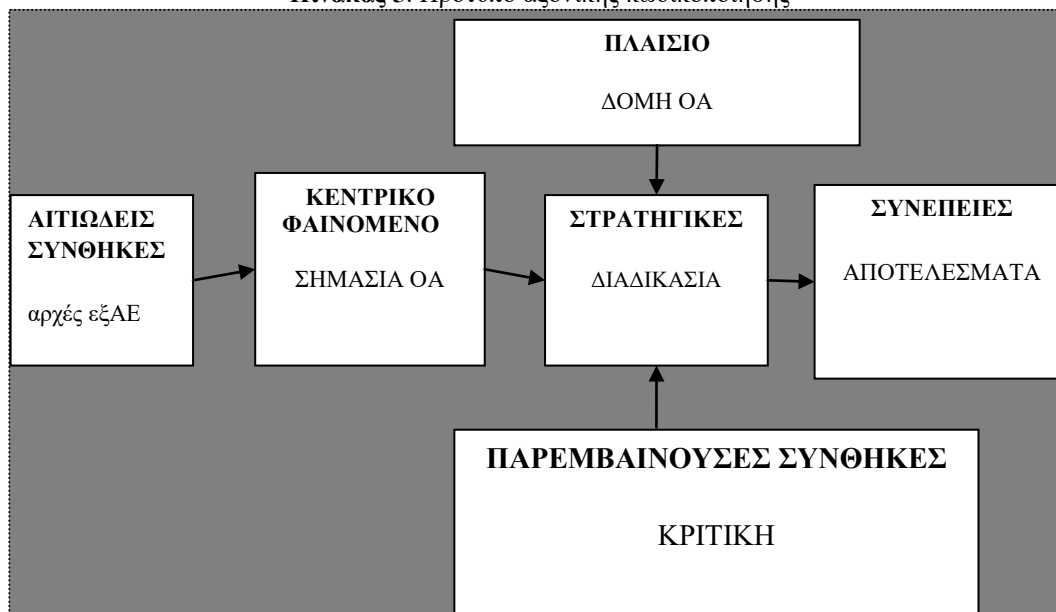 ΠΛΑΙΣΙΟ
ΔΟΜΗ ΟΑ
ΑΙΤΙΩΔΕΙΣ
ΣΥΝΘΗΚΕΣ
αρχές εξΑΕ
ΚΕΝΤΡΙΚΟ
ΦΑΙΝΟΜΕΝΟ
ΣΗΜΑΣΙΑ ΟΑ
ΣΤΡΑΤΗΓΙΚΕΣ
ΔΙΑΔΙΚΑΣΙΑ
ΣΥΝΕΠΕΙΕΣ
ΑΠΟΤΕΛΕΣΜΑΤΑ
ΠΑΡΕΜΒΑΙΝΟΥΣΕΣ ΣΥΝΘΗΚΕΣ
ΚΡΙΤΙΚΗ